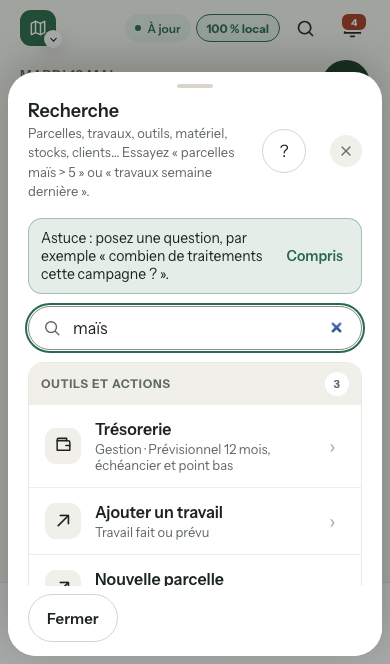 À jour
100 % local
4
Recherche
Parcelles, travaux, outils, matériel,
stocks, clients… Essayez « parcelles
maïs > 5 » ou « travaux semaine
dernière ».
?
Astuce : posez une question, par
exemple « combien de traitements
cette campagne ? ».
Compris
maïs
OUTILS ET ACTIONS
3
Trésorerie
Gestion · Prévisionnel 12 mois,
échéancier et point bas
Ajouter un travail
Travail fait ou prévu
Nouvelle parcelle
Fermer